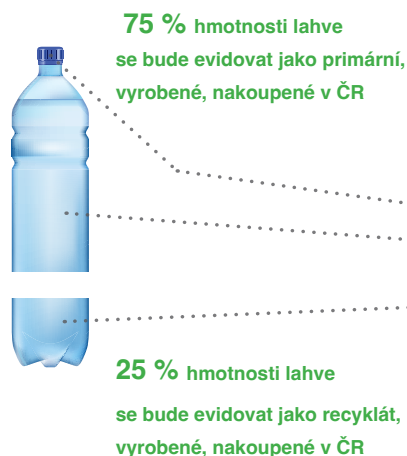 75 % hmotnosti lahve
se bude evidovat jako primární,
vyrobené, nakoupené v ČR
25 % hmotnosti lahve
se bude evidovat jako recyklát,
vyrobené, nakoupené v ČR